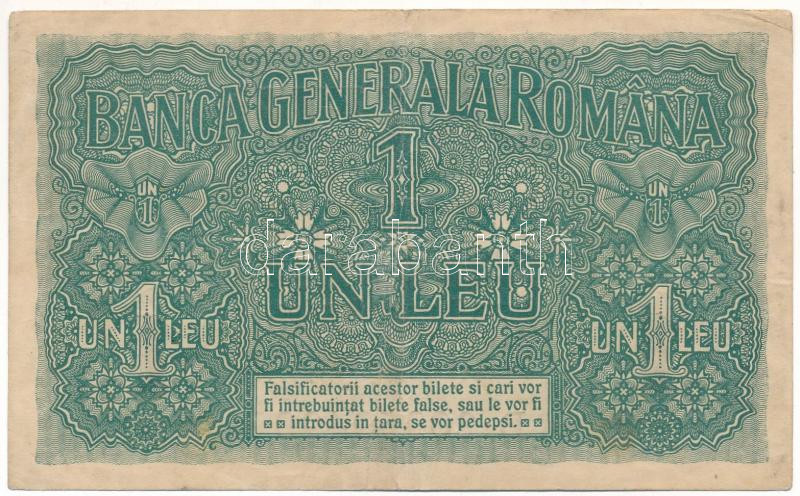 BANCA GENERALA ROMÂNA
UN
1
1
UN
1
UN 1 LEU
UN LEU
UN 1 LEU
darabanth
Falsificatorii acestor bilete si cari vor
fi intrebuințat bilete false, sau le vor fi
introdus in țara, se vor pedepsi.